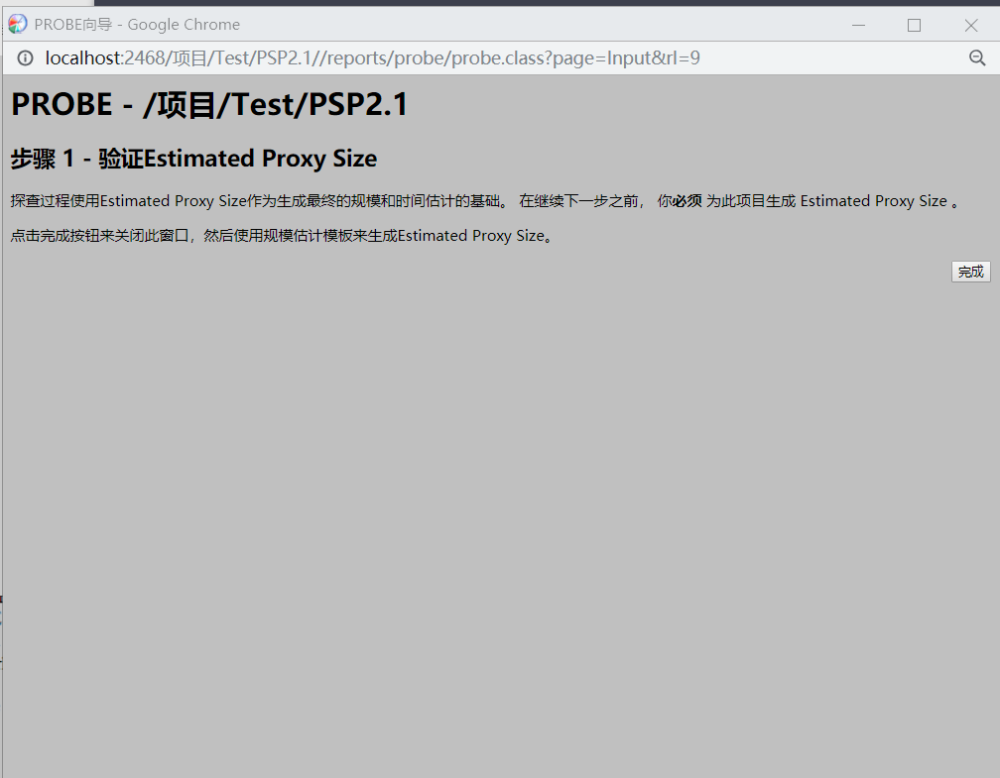 PROBE向导 - Google Chrome
localhost:2468/项目/Test/PSP2.1//reports/probe/probe.class?page=Input&rl=9
PROBE - /项目/Test/PSP2.1
步骤 1 - 验证Estimated Proxy Size
探查过程使用Estimated Proxy Size作为生成最终的规模和时间估计的基础。 在继续下一步之前， 你必须 为此项目生成 Estimated Proxy Size 。
点击完成按钮来关闭此窗口，然后使用规模估计模板来生成Estimated Proxy Size。
完成